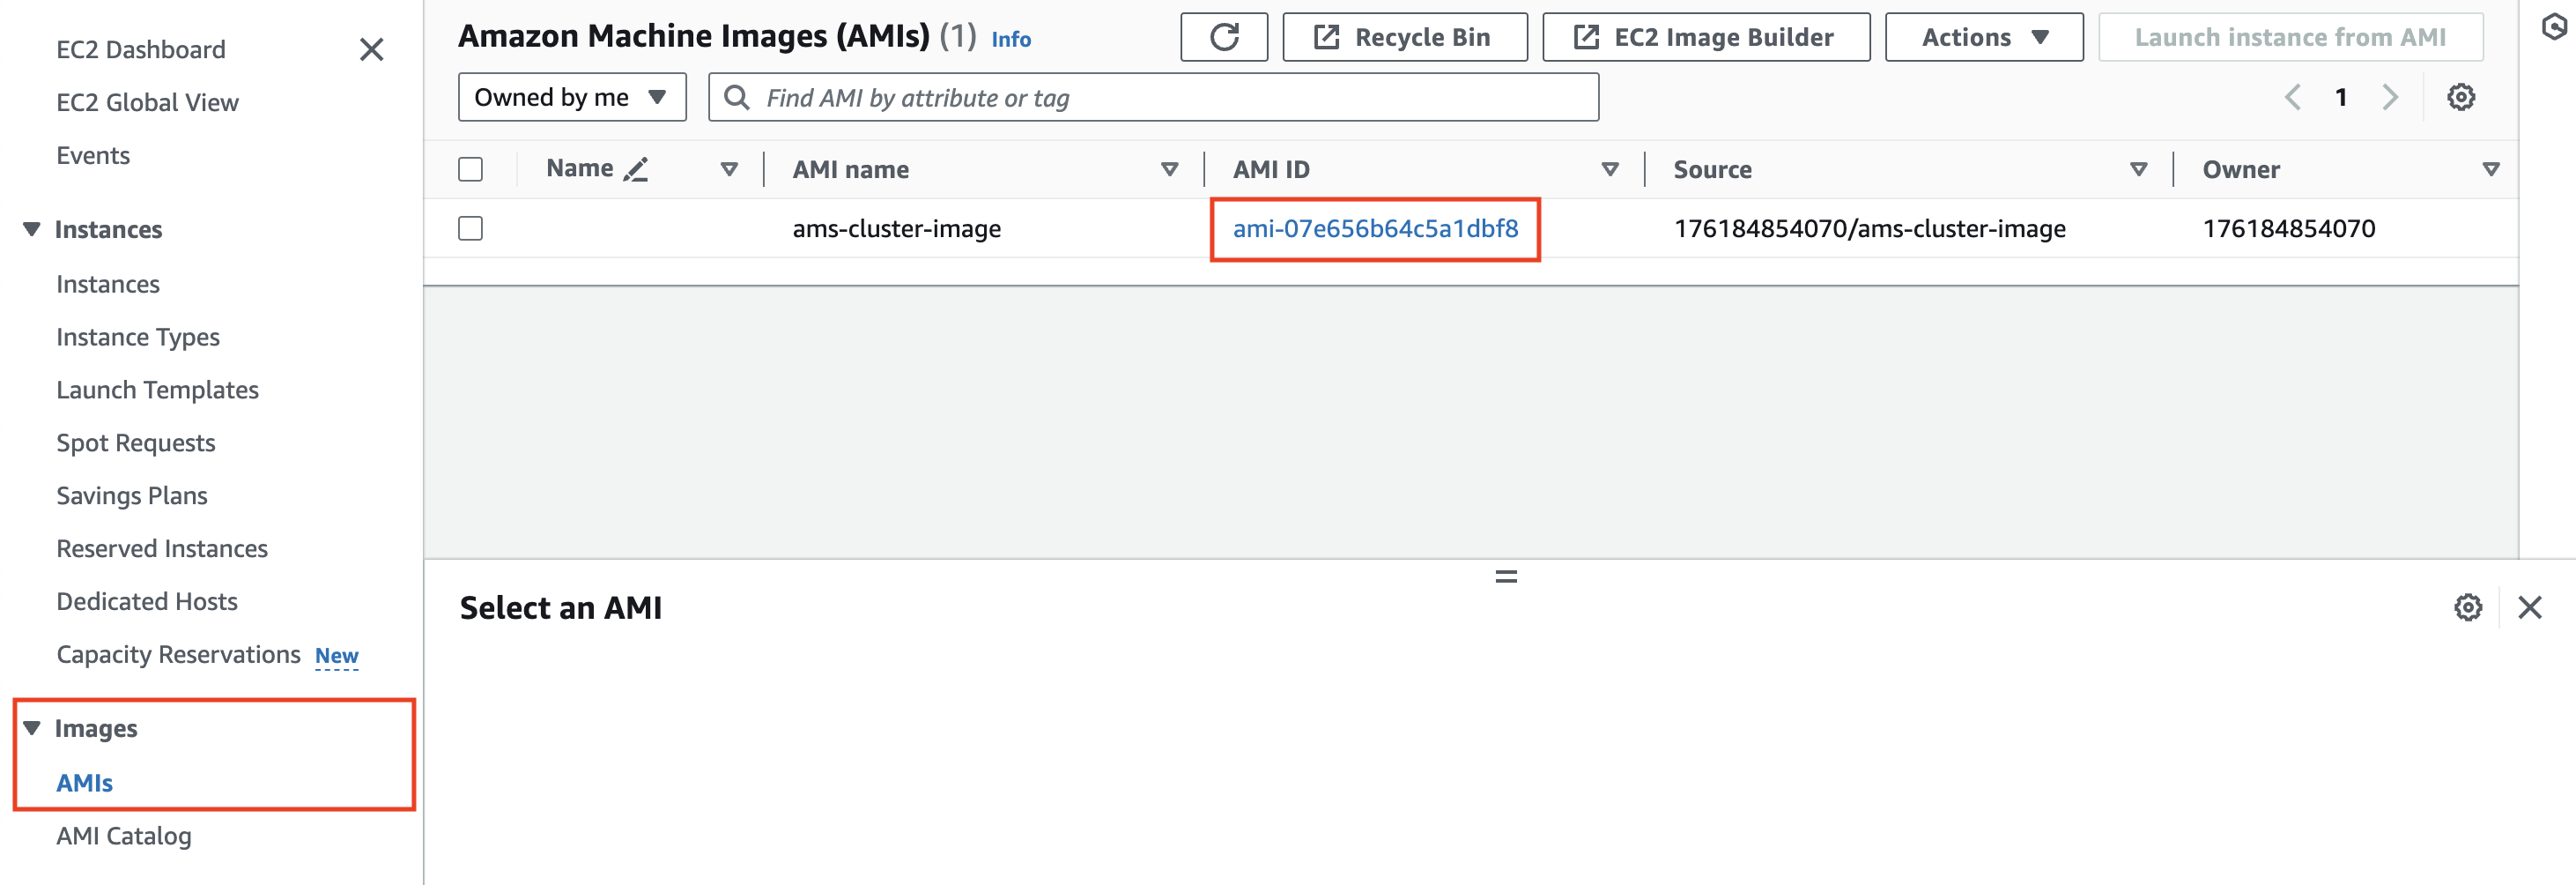 EC2 Dashboard
EC2 Global View
Events
Instances
Instances
Instance Types
Launch Templates
Spot Requests
Savings Plans
Reserved Instances
Dedicated Hosts
Capacity Reservations New
Images
AMIs
AMI Catalog
Amazon Machine Images (AMIs) (1) Info
Recycle Bin
EC2 Image Builder
Actions
Launch instance from AMI
Owned by me
Find AMI by attribute or tag
1
Name AMI name AMI ID Source Owner
ams-cluster-image ami-07e656b64c5a1dbf8 176184854070/ams-cluster-image 176184854070
Select an AMI